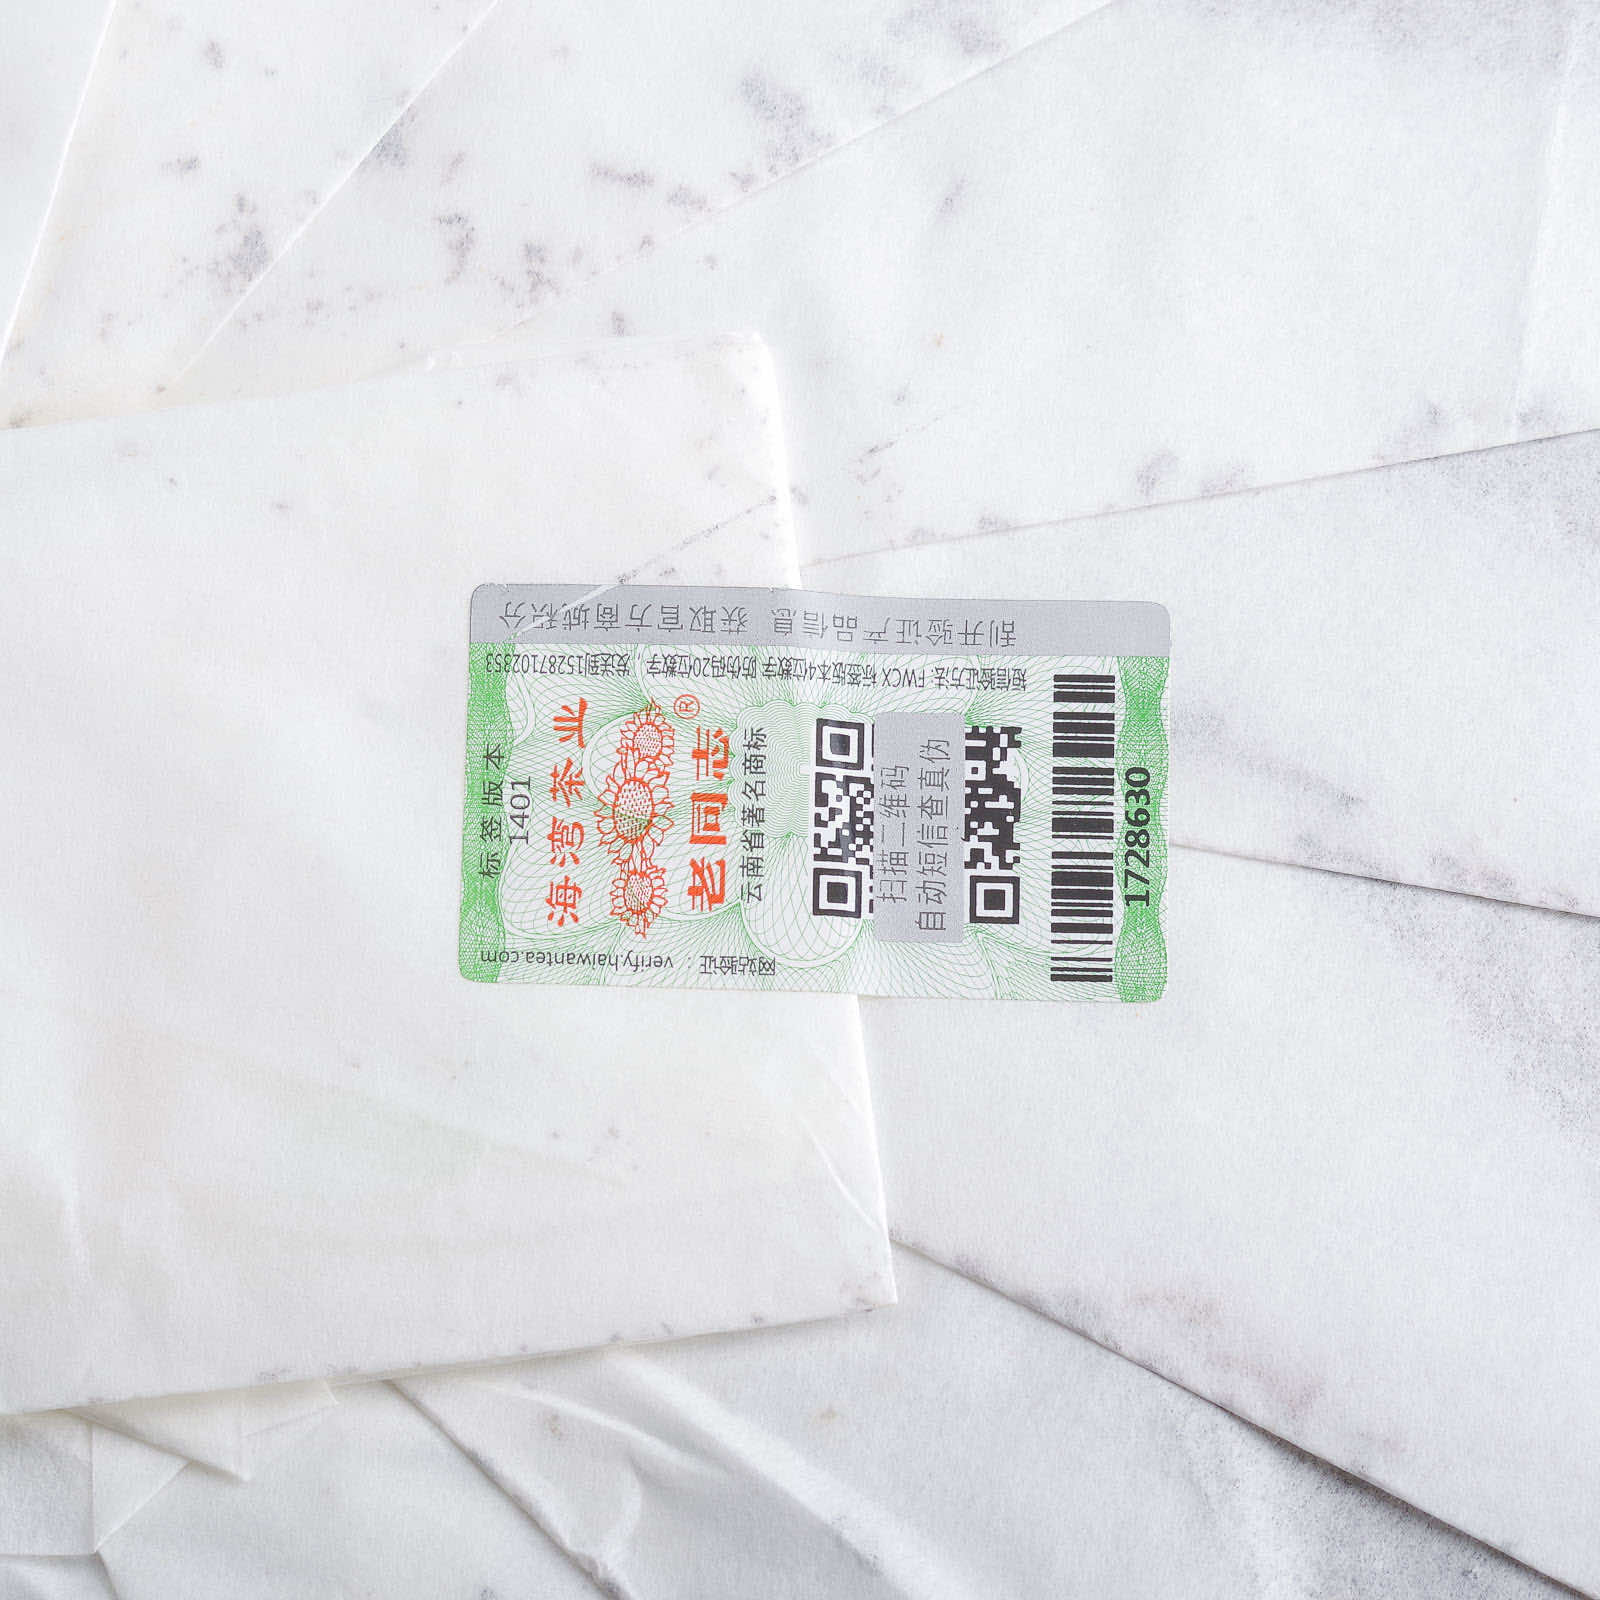 刮开验证产品信息 获取官方商城积分
短信验证方法: FWCX 标签版本4位数字 防伪码20位数字, 发送到15287102353
标签版本
1401
海湾茶业
®
老同志
云南省著名商标
扫描二维码
自动短信查真伪
1728630
网站验证：verify.haiwantea.com